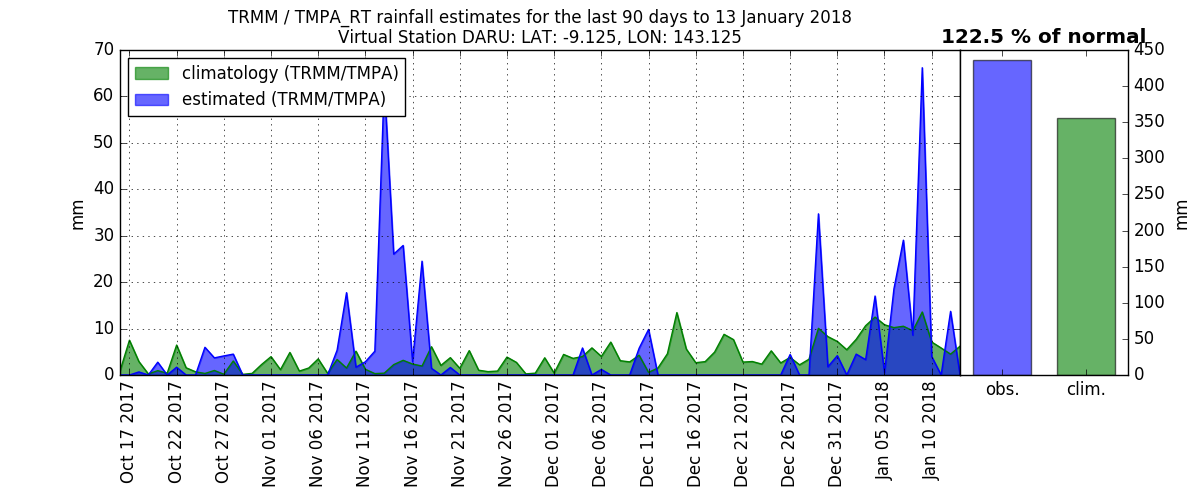 TRMM / TMPA_RT rainfall estimates for the last 90 days to 13 January 2018
Virtual Station DARU: LAT: -9.125, LON: 143.125
122.5 % of normal
climatology (TRMM/TMPA)
estimated (TRMM/TMPA)
mm
70
60
50
40
30
20
10
0
Oct 17 2017
Oct 22 2017
Oct 27 2017
Nov 01 2017
Nov 06 2017
Nov 11 2017
Nov 16 2017
Nov 21 2017
Nov 26 2017
Dec 01 2017
Dec 06 2017
Dec 11 2017
Dec 16 2017
Dec 21 2017
Dec 26 2017
Dec 31 2017
Jan 05 2018
Jan 10 2018
obs.
clim.
450
400
350
300
250
200
150
100
50
0
mm